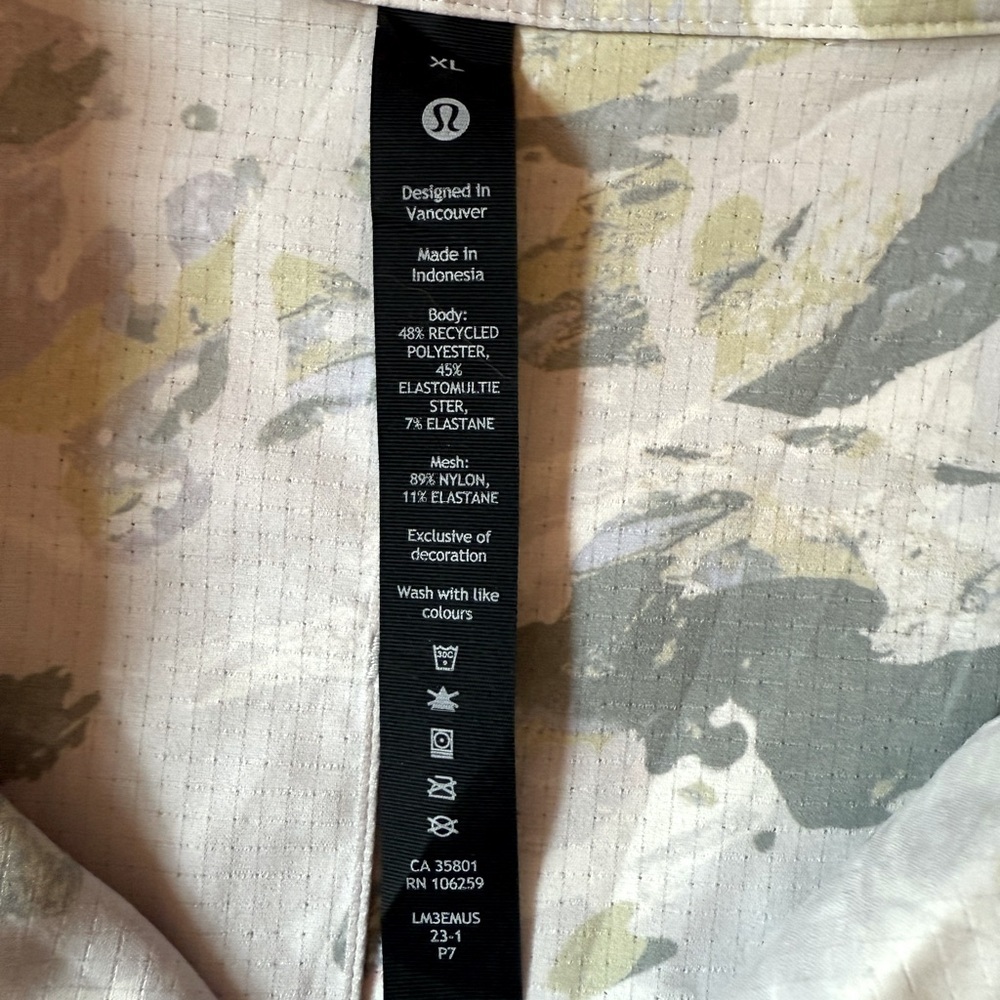 XL
Designed in
Vancouver
Made in
Indonesia
Body:
48% RECYCLED
POLYESTER,
45%
ELASTOMULTIE
STER,
7% ELASTANE
Mesh:
89% NYLON,
11% ELASTANE
Exclusive of
decoration
Wash with like
colours
30C
CA 35801
RN 106259
LM3EMUS
23-1
P7